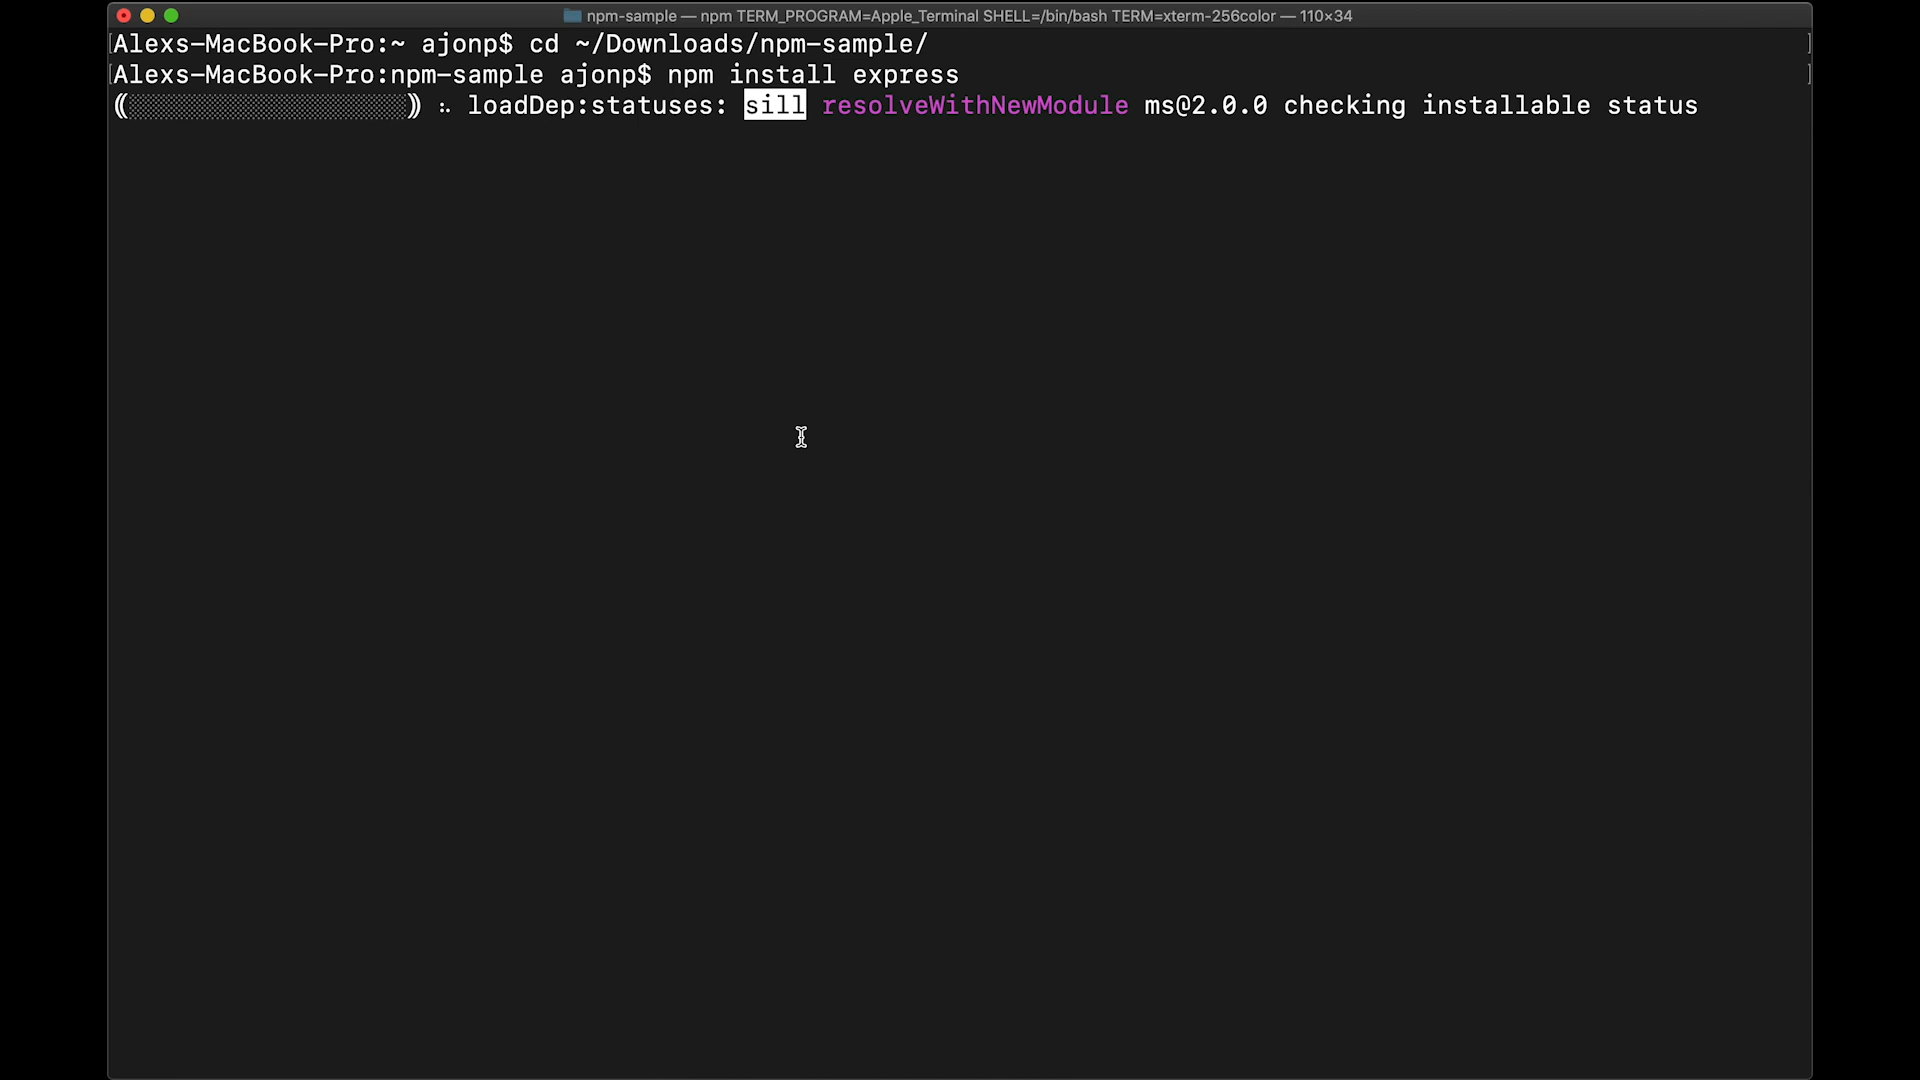 npm-sample — npm TERM_PROGRAM=Apple_Terminal SHELL=/bin/bash TERM=xterm-256color — 110×34
[Alexs-MacBook-Pro:~ ajonp$ cd ~/Downloads/npm-sample/ ]
[Alexs-MacBook-Pro:npm-sample ajonp$ npm install express ]
⸨░░░░░░░░░░░░░░░░░░⸩ ⠦ loadDep:statuses: sill resolveWithNewModule ms@2.0.0 checking installable status